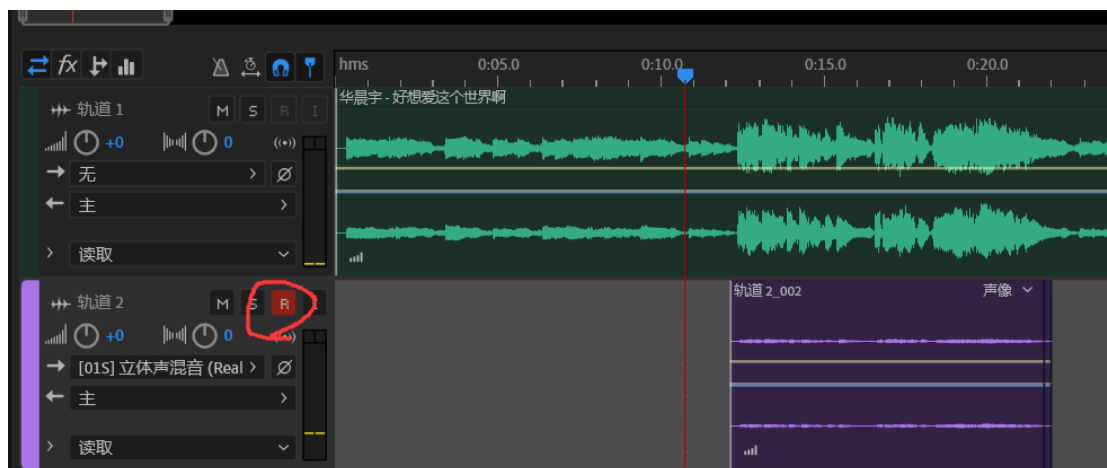 fx
hms 0:05.0 0:10.0 0:15.0 0:20.0
轨道 1 M S R I
华晨宇 - 好想爱这个世界啊
+0 0
无
主
读取
轨道 2 M S R I
轨道 2_002 声像
+0 0
[01S] 立体声混音 (Real
主
读取